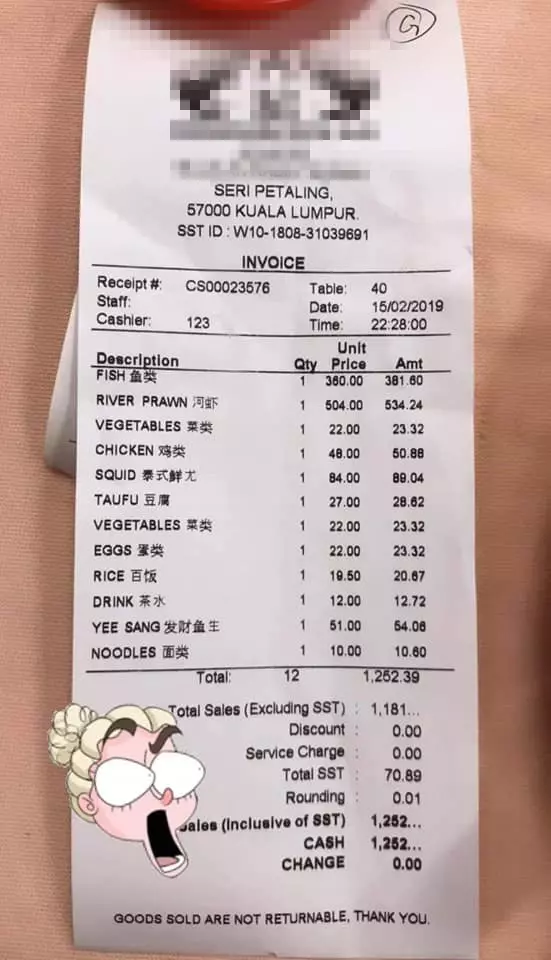 G
SERI PETALING,
57000 KUALA LUMPUR.
SST ID : W10-1808-31039691
INVOICE
Receipt #: CS00023576 Table: 40
Staff: Date: 15/02/2019
Cashier: 123 Time: 22:28:00
Description Qty Unit Price Amt
FISH 鱼类 1 360.00 381.60
RIVER PRAWN 河虾 1 504.00 534.24
VEGETABLES 菜类 1 22.00 23.32
CHICKEN 鸡类 1 48.00 50.88
SQUID 泰式鲜尤 1 84.00 89.04
TAUFU 豆腐 1 27.00 28.62
VEGETABLES 菜类 1 22.00 23.32
EGGS 蛋类 1 22.00 23.32
RICE 百饭 1 19.50 20.67
DRINK 茶水 1 12.00 12.72
YEE SANG 发财鱼生 1 51.00 54.06
NOODLES 面类 1 10.00 10.60
Total: 12 1,252.39
Total Sales (Excluding SST) : 1,181...
Discount : 0.00
Service Charge : 0.00
Total SST : 70.89
Rounding : 0.01
Sales (Inclusive of SST) : 1,252...
CASH : 1,252...
CHANGE : 0.00
GOODS SOLD ARE NOT RETURNABLE, THANK YOU.